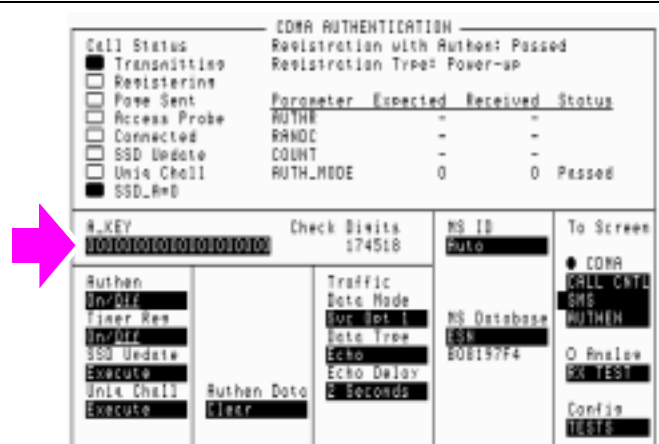 CDMA AUTHENTICATION
Call Status
Transmitting
Registering
Page Sent
Access Probe
Connected
SSD Update
Uniq Chall
SSD_A=0
Registration with Authen: Passed
Registration Type: Power-up
Parameter Expected Received Status
AUTHR - -
RANDC - -
COUNT - -
AUTH_MODE 0 0 Passed
A_KEY
Check Digits
174518
MS ID
Auto
MS Database
ESN
To Screen
CDMA
CALL CNTL
SMS
AUTHEN
O Analog
RX TEST
Config
TESTS
Authen
On/Off
Timer Reg
On/Off
SSD Update
Execute
Uniq Chall
Execute
Authen Data
Clear
Traffic
Data Mode
Svc Opt 1
Data Type
Echo
Echo Delay
2 Seconds